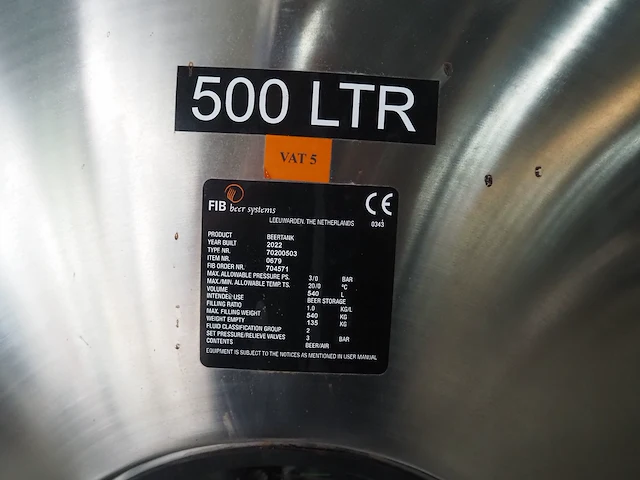 500 LTR
VAT 5
FIB beer systems CE
LEEUWARDEN, THE NETHERLANDS 0343
PRODUCT BEERTANK
YEAR BUILT 2022
TYPE NR. 70200503
ITEM NR. 0679
FIB ORDER NR. 704571
MAX. ALLOWABLE PRESSURE PS. 3/0 BAR
MAX./MIN. ALLOWABLE TEMP. TS. 20/0 °C
VOLUME 540 L
INTENDED USE BEER STORAGE
FILLING RATIO 1.0 KG/L
MAX. FILLING WEIGHT 540 KG
WEIGHT EMPTY 135 KG
FLUID CLASSIFICATION GROUP 2
SET PRESSURE/RELIEVE VALVES 3 BAR
CONTENTS BEER/AIR
EQUIPMENT IS SUBJECT TO THE NOTICES AS MENTIONED IN USER MANUAL